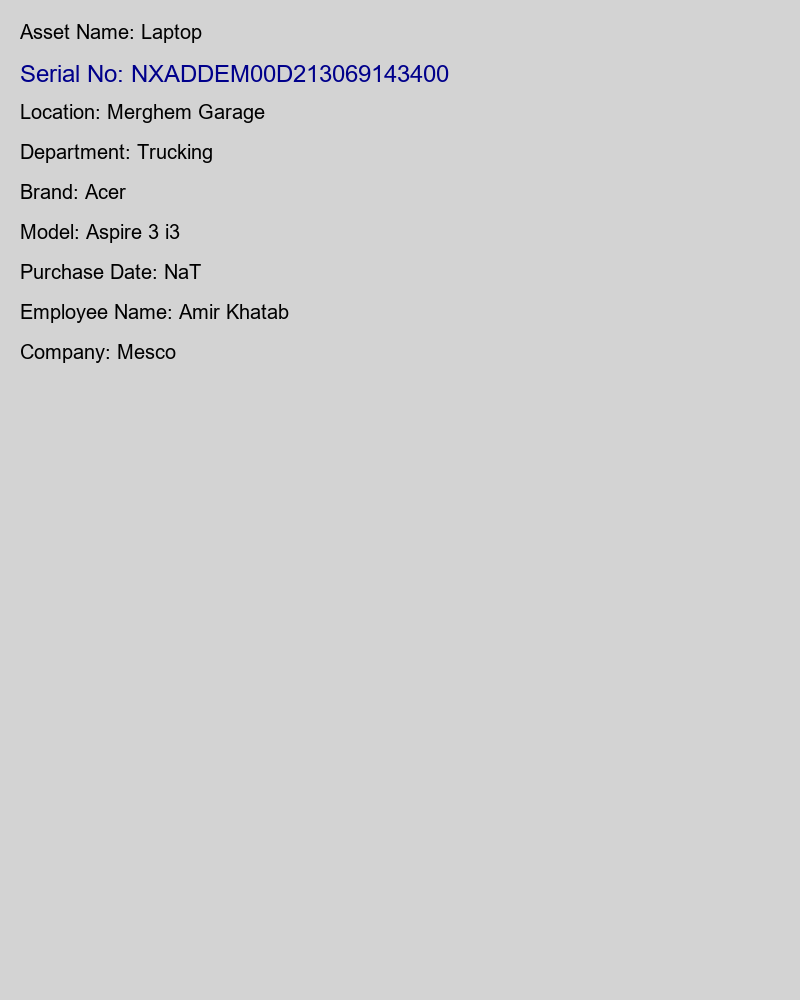 Asset Name: Laptop
Serial No: NXADDEM00D213069143400
Location: Merghem Garage
Department: Trucking
Brand: Acer
Model: Aspire 3 i3
Purchase Date: NaT
Employee Name: Amir Khatab
Company: Mesco